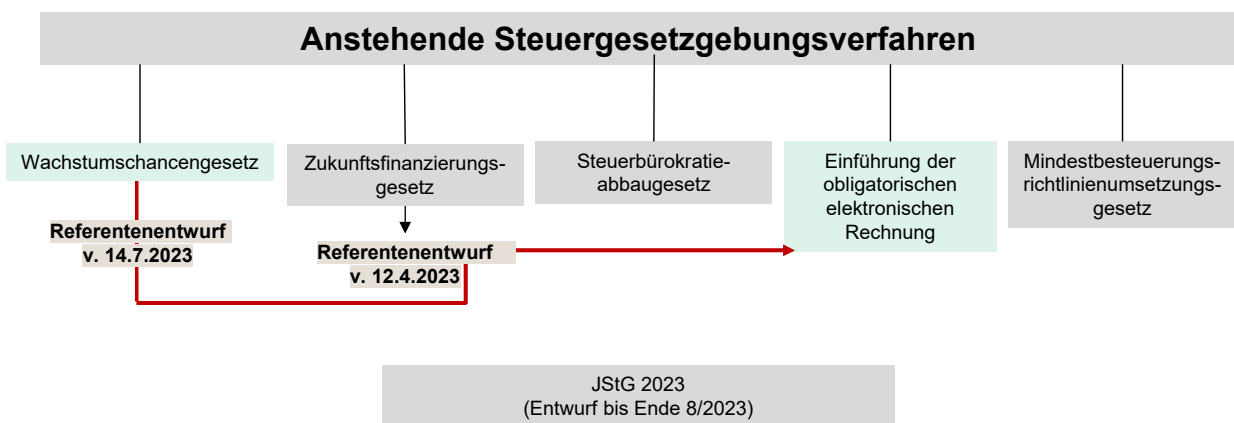 Anstehende Steuergesetzgebungsverfahren
Wachstumschancengesetz
Referentenentwurf
v. 14.7.2023
Zukunftsfinanzierungs-
gesetz
Referentenentwurf
v. 12.4.2023
Steuerbürokratie-
abbaugesetz
Einführung der
obligatorischen
elektronischen
Rechnung
Mindestbesteuerungs-
richtlinienumsetzungs-
gesetz
JStG 2023
(Entwurf bis Ende 8/2023)